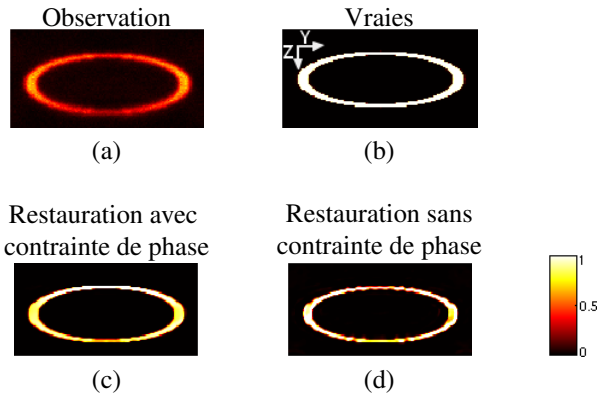 Observation
Vraies
Y
Z
(a)
(b)
Restauration avec
contrainte de phase
Restauration sans
contrainte de phase
1
0.5
0
(c)
(d)